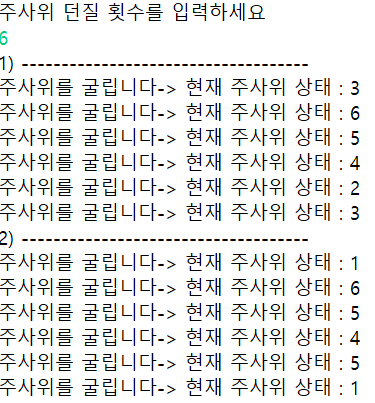 주사위 던질 횟수를 입력하세요
6
1) ------------------------------------
주사위를 굴립니다-> 현재 주사위 상태 : 3
주사위를 굴립니다-> 현재 주사위 상태 : 6
주사위를 굴립니다-> 현재 주사위 상태 : 5
주사위를 굴립니다-> 현재 주사위 상태 : 4
주사위를 굴립니다-> 현재 주사위 상태 : 2
주사위를 굴립니다-> 현재 주사위 상태 : 3
2) ------------------------------------
주사위를 굴립니다-> 현재 주사위 상태 : 1
주사위를 굴립니다-> 현재 주사위 상태 : 6
주사위를 굴립니다-> 현재 주사위 상태 : 5
주사위를 굴립니다-> 현재 주사위 상태 : 4
주사위를 굴립니다-> 현재 주사위 상태 : 5
주사위를 굴립니다-> 현재 주사위 상태 : 1